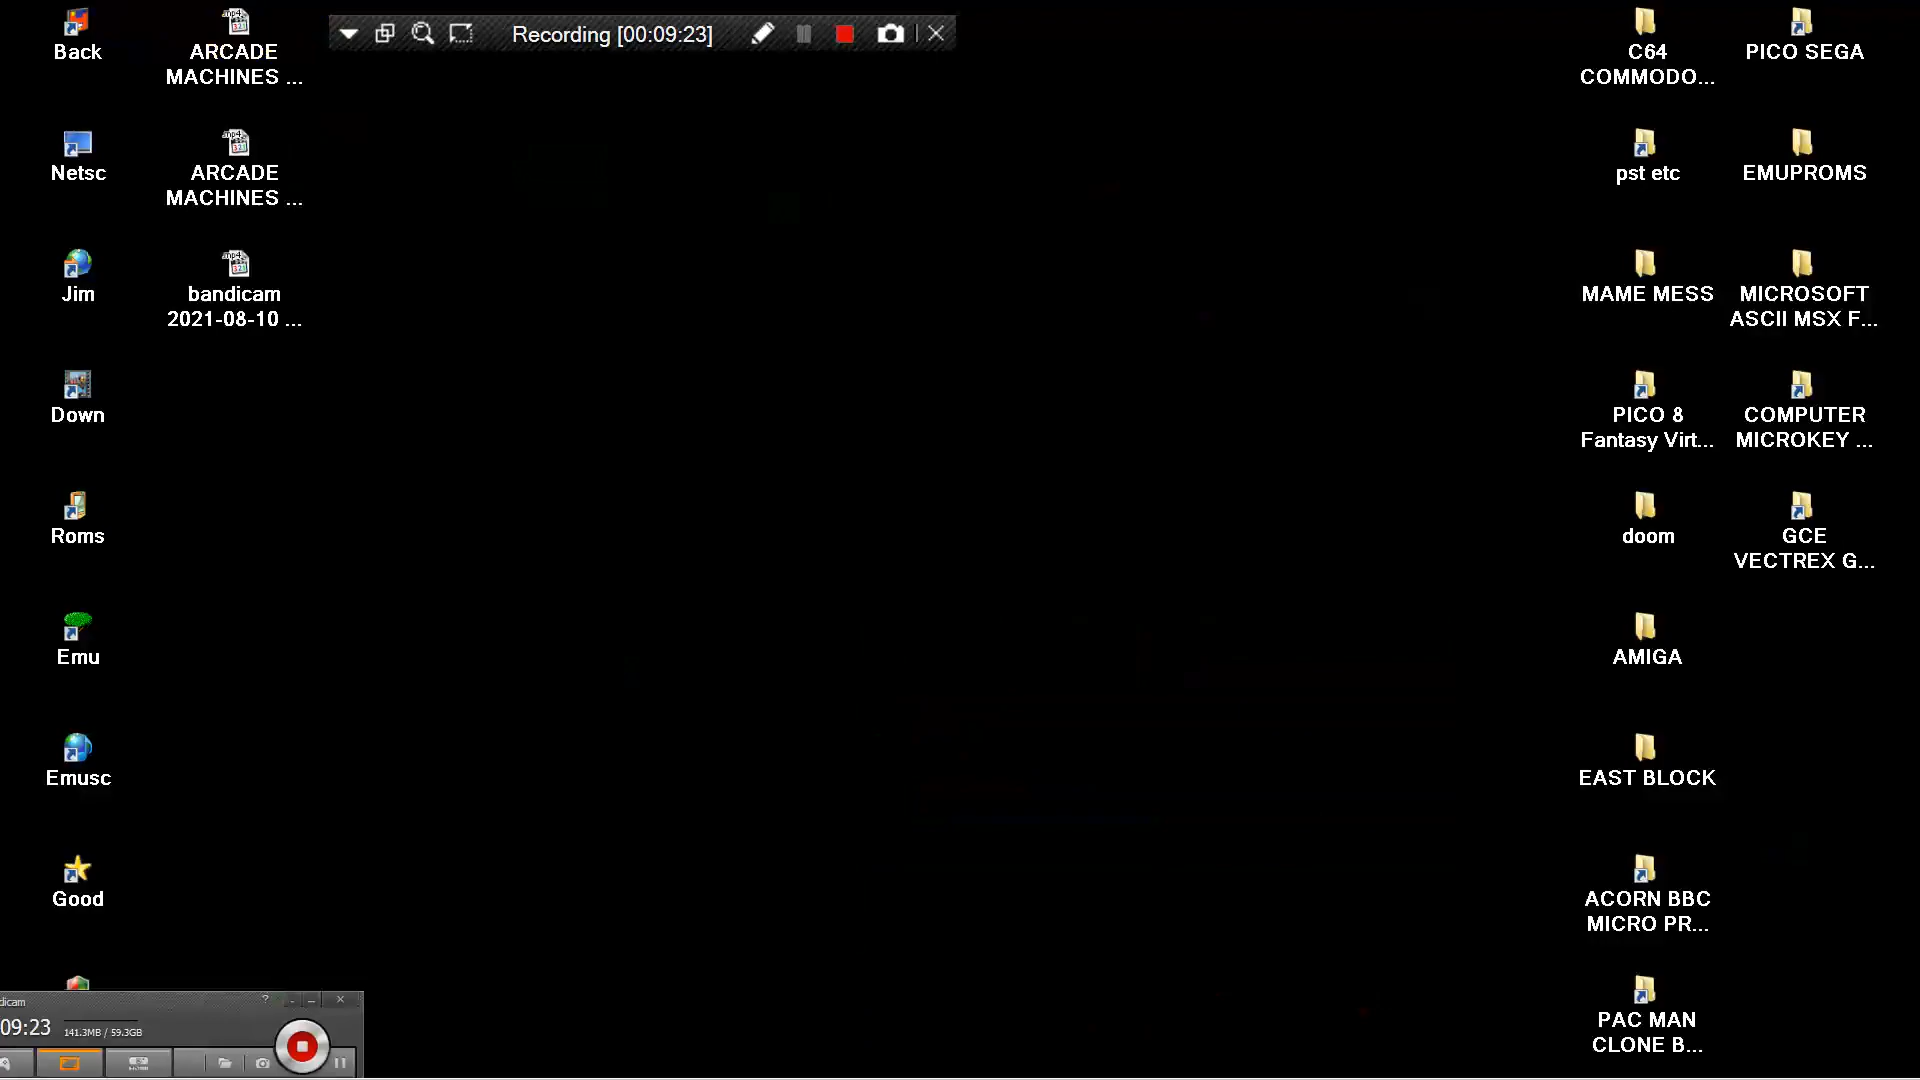 Recording [00:09:23]
Back
ARCADE
MACHINES ...
Netsc
ARCADE
MACHINES ...
Jim
bandicam
2021-08-10 ...
Down
Roms
Emu
Emusc
Good
C64
COMMODO...
PICO SEGA
pst etc
EMUPROMS
MAME MESS
MICROSOFT
ASCII MSX F...
PICO 8
Fantasy Virt...
COMPUTER
MICROKEY ...
doom
GCE
VECTREX G...
AMIGA
EAST BLOCK
ACORN BBC
MICRO PR...
PAC MAN
CLONE B...
dicam
09:23
141.3MB / 59.3GB